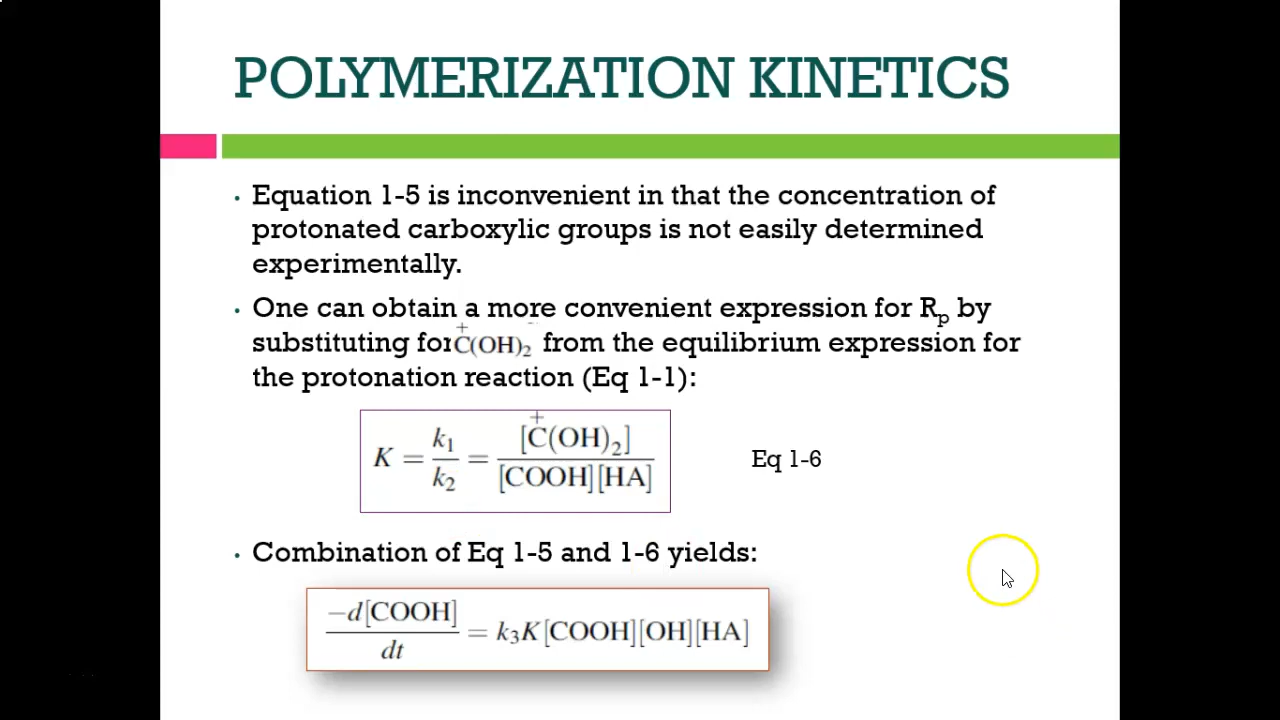 POLYMERIZATION KINETICS
• Equation 1-5 is inconvenient in that the concentration of
protonated carboxylic groups is not easily determined
experimentally.
• One can obtain a more convenient expression for Rₚ by
substituting for C⁺(OH)₂ from the equilibrium expression for
the protonation reaction (Eq 1-1):
K = k₁/k₂ = [C⁺(OH)₂]/[COOH][HA]
Eq 1-6
• Combination of Eq 1-5 and 1-6 yields:
−d[COOH]/dt = k₃K[COOH][OH][HA]